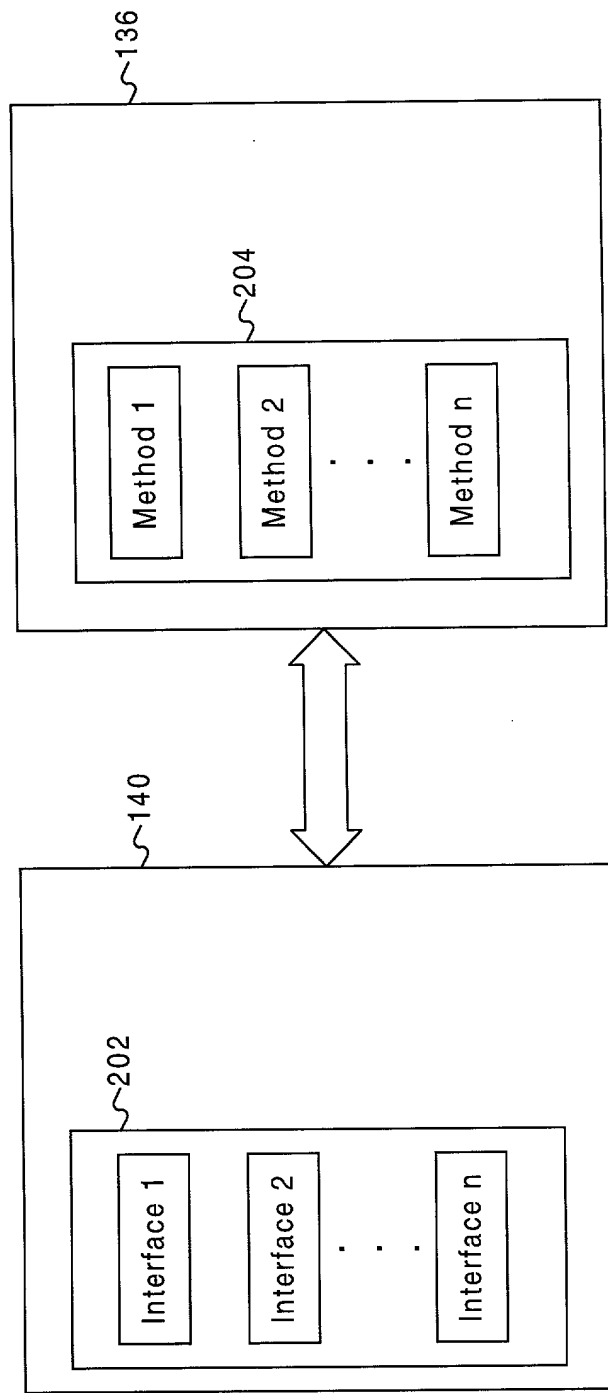 140
202
Interface 1
Interface 2
. . .
Interface n
136
204
Method 1
Method 2
. . .
Method n